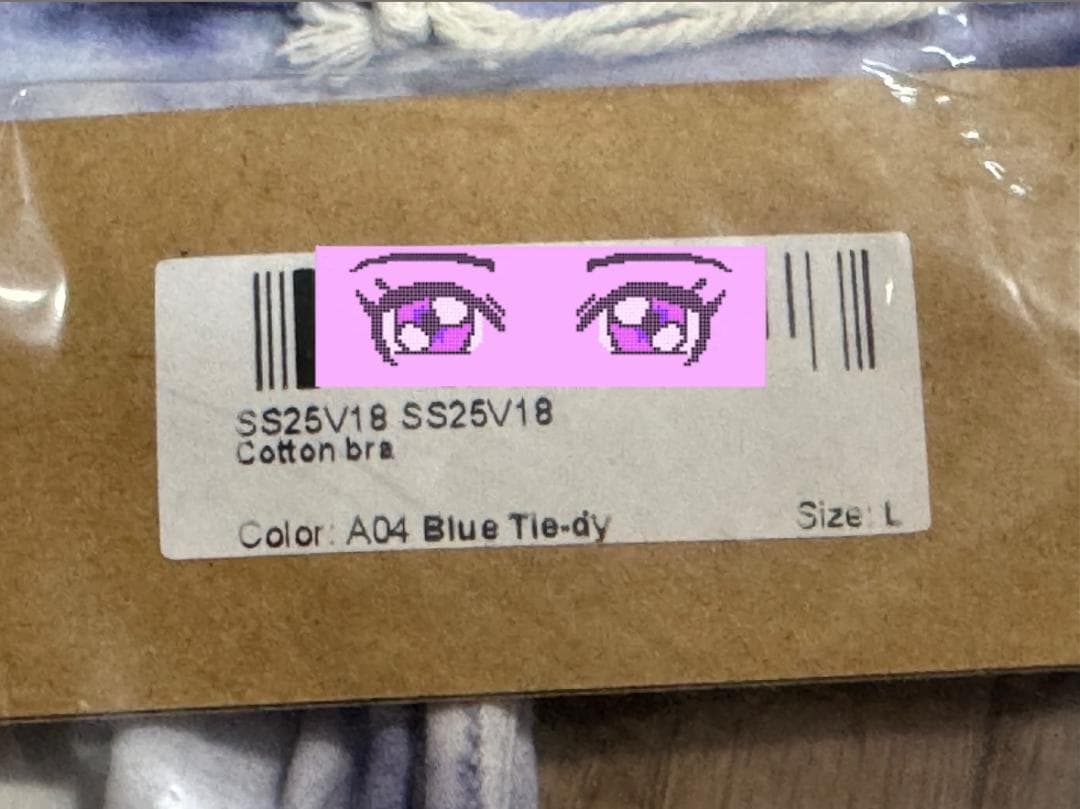 SS25V18 SS25V18
Cotton bra
Color: A04 Blue Tie-dy
Size: L